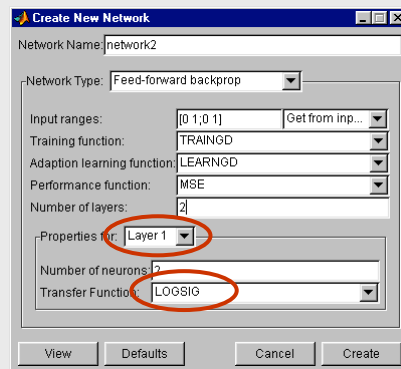 Create New Network
Network Name: network2
Network Type: Feed-forward backprop
Input ranges: [0 1;0 1] Get from inp...
Training function: TRAINGD
Adaption learning function: LEARNGD
Performance function: MSE
Number of layers: 2
Properties for: Layer 1
Number of neurons: 2
Transfer Function: LOGSIG
View Defaults Cancel Create